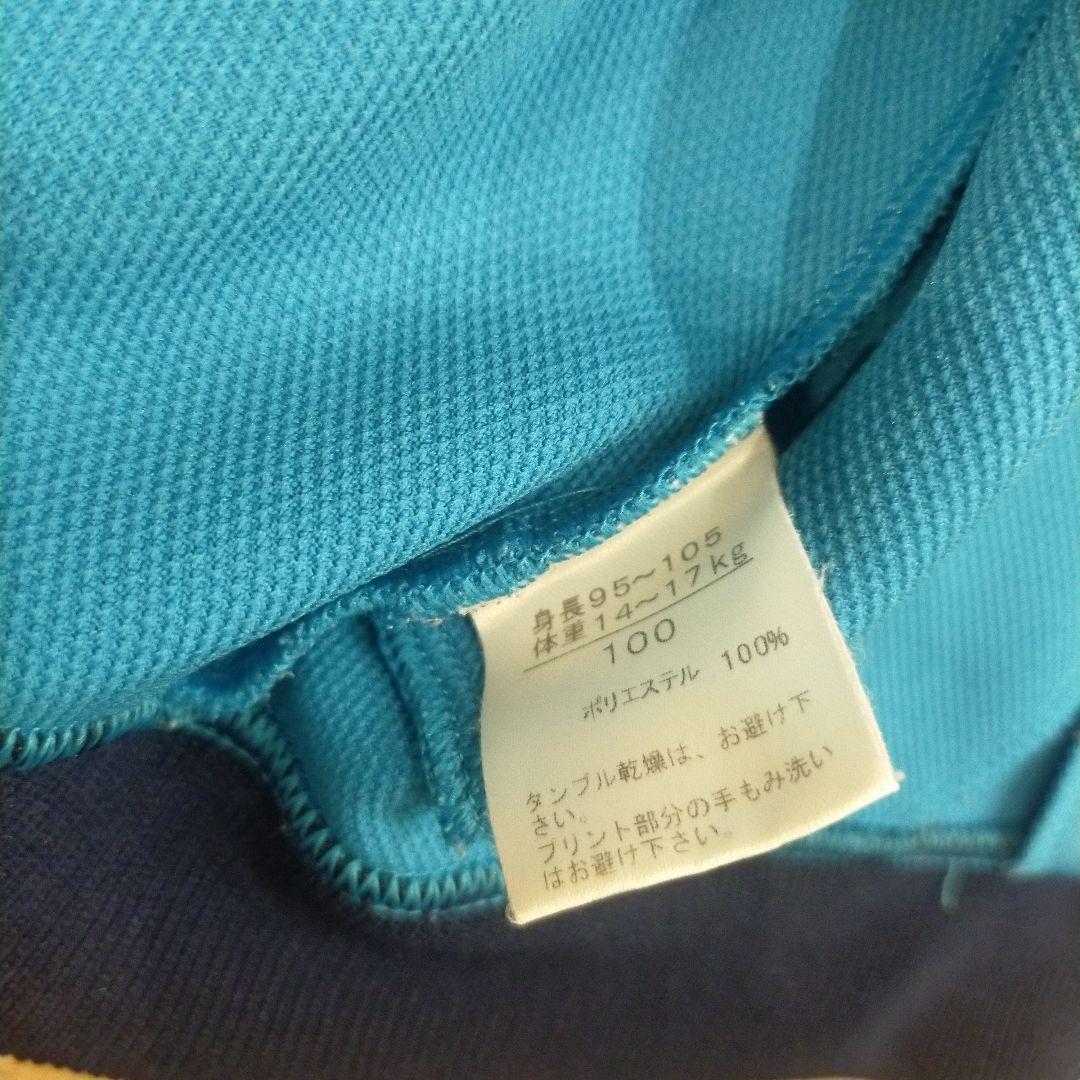 身長95～105
体重14～17kg
100
ポリエステル 100%
タンブル乾燥は、お避け下
さい。
プリント部分の手もみ洗い
はお避け下さい。